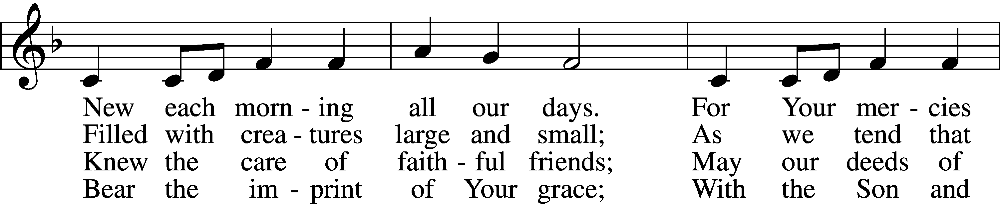 New each morn - ing all our days. For Your mer - cies
Filled with crea - tures large and small; As we tend that
Knew the care of faith - ful friends; May our deeds of
Bear the im - print of Your grace; With the Son and